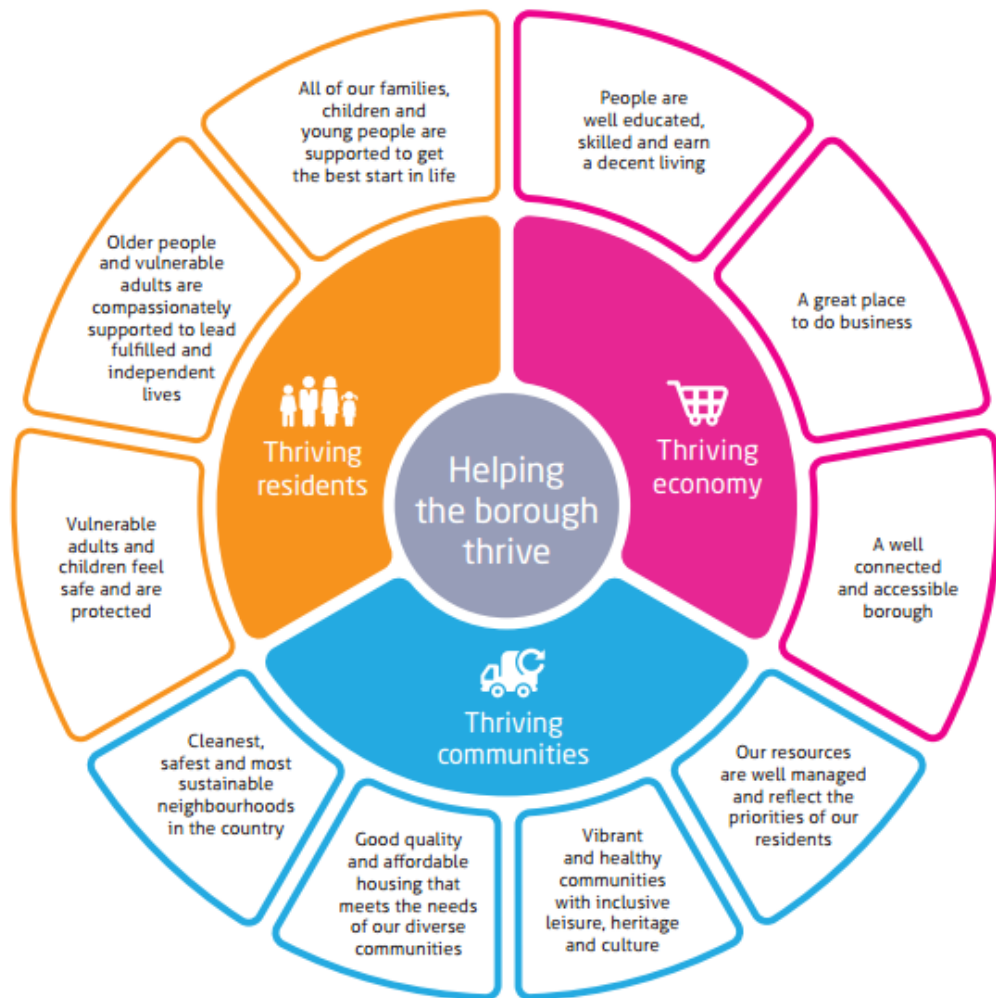 All of our families,
children and
young people are
supported to get
the best start in life
People are
well educated,
skilled and earn
a decent living
Older people
and vulnerable
adults are
compassionately
supported to lead
fulfilled and
independent
lives
A great place
to do business
Thriving
residents
Helping
the borough
thrive
Thriving
economy
Vulnerable
adults and
children feel
safe and are
protected
A well
connected
and accessible
borough
Thriving
communities
Cleanest,
safest and most
sustainable
neighbourhoods
in the country
Good quality
and affordable
housing that
meets the needs
of our diverse
communities
Vibrant
and healthy
communities
with inclusive
leisure, heritage
and culture
Our resources
are well managed
and reflect the
priorities of our
residents